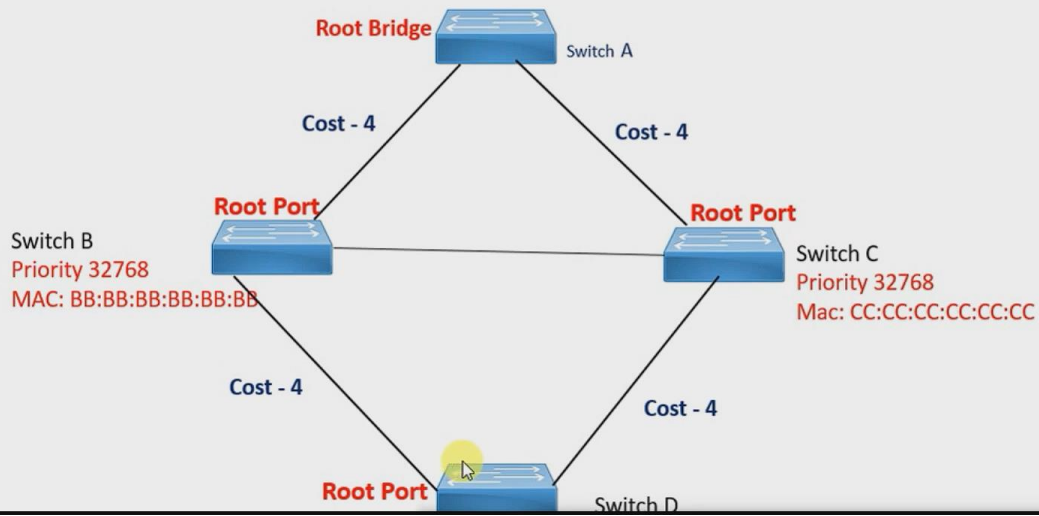 Root Bridge
Switch A
Cost - 4
Cost - 4
Root Port
Root Port
Switch B
Priority 32768
MAC: BB:BB:BB:BB:BB:BB
Switch C
Priority 32768
Mac: CC:CC:CC:CC:CC:CC
Cost - 4
Cost - 4
Root Port
Switch D